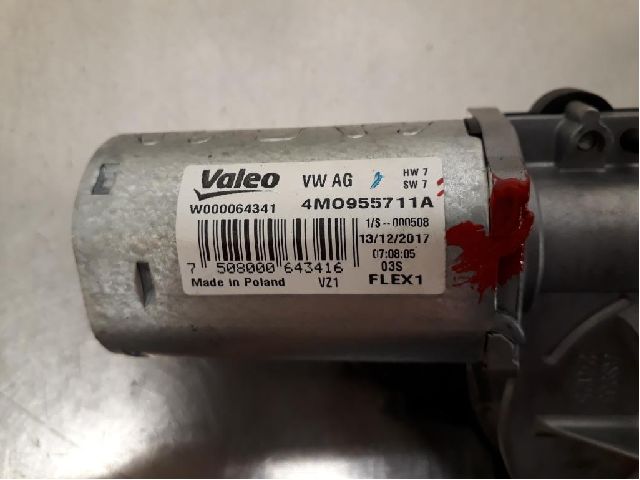 Valeo VW AG HW 7
SW 7
W000064341 4M0955711A
1/S--000508
13/12/2017
07:08:05
7 508000 643416 03S
Made in Poland VZ1 FLEX1